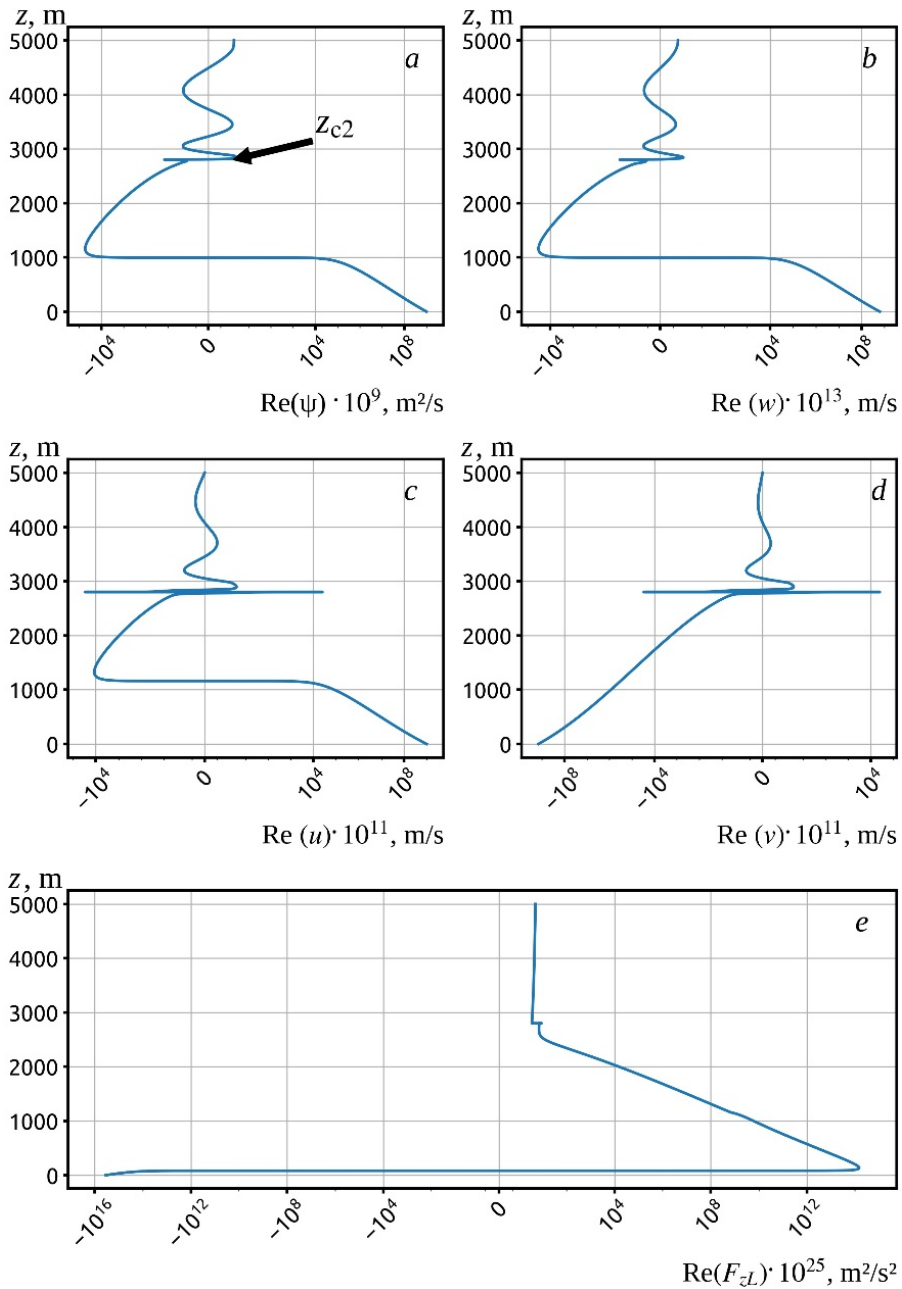 z, m z, m
5000 a 5000 b
4000 4000
z_c2
3000 3000
2000 2000
1000 1000
0 0
−10⁴ 0 10⁴ 10⁸ −10⁴ 0 10⁴ 10⁸
Re(ψ)·10⁹, m²/s Re (w)·10¹³, m/s
z, m z, m
5000 c 5000 d
4000 4000
3000 3000
2000 2000
1000 1000
0 0
−10⁴ 0 10⁴ 10⁸ −10⁸ −10⁴ 0 10⁴
Re (u)·10¹¹, m/s Re (v)·10¹¹, m/s
z, m
5000 e
4000
3000
2000
1000
0
−10¹⁶ −10¹² −10⁸ −10⁴ 0 10⁴ 10⁸ 10¹²
Re(F_zL)·10²⁵, m²/s²